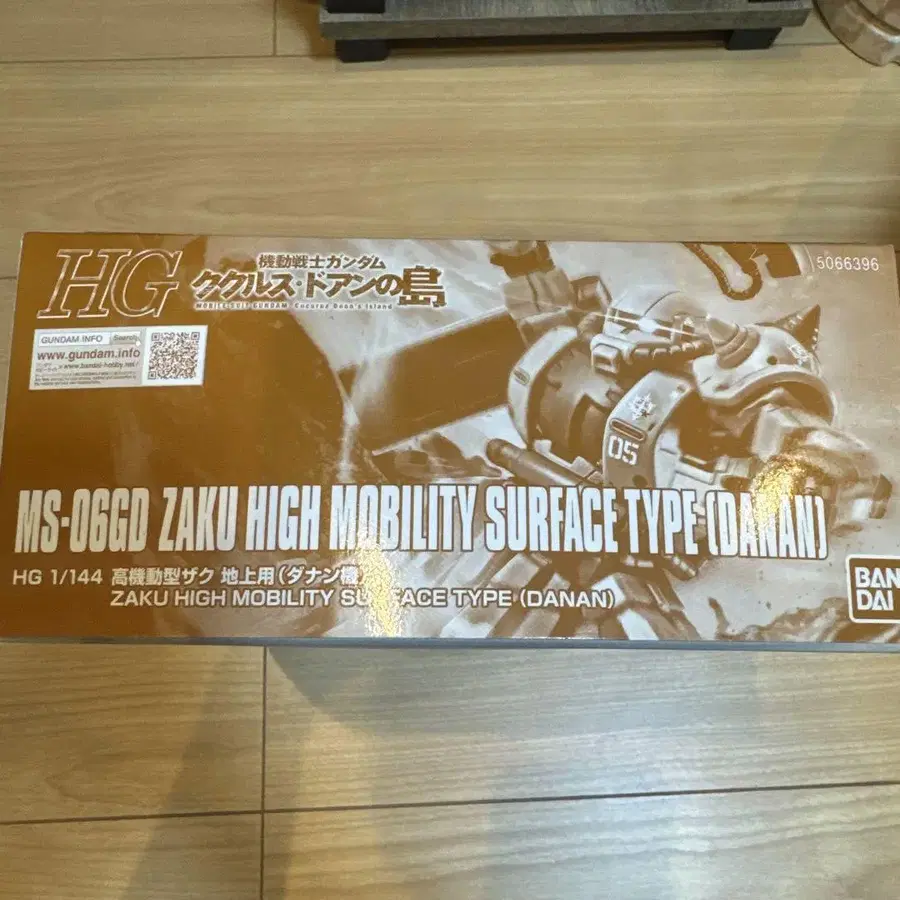 HG
機動戦士ガンダム
ククルス・ドアンの島
MOBILE SUIT GUNDAM Cucuruz Doan's Island
5066396
GUNDAM.INFO Search
www.gundam.info
05
MS-06GD ZAKU HIGH MOBILITY SURFACE TYPE (DANAN)
HG 1/144 高機動型ザク 地上用(ダナン機)
ZAKU HIGH MOBILITY SURFACE TYPE (DANAN)
BAN
DAI